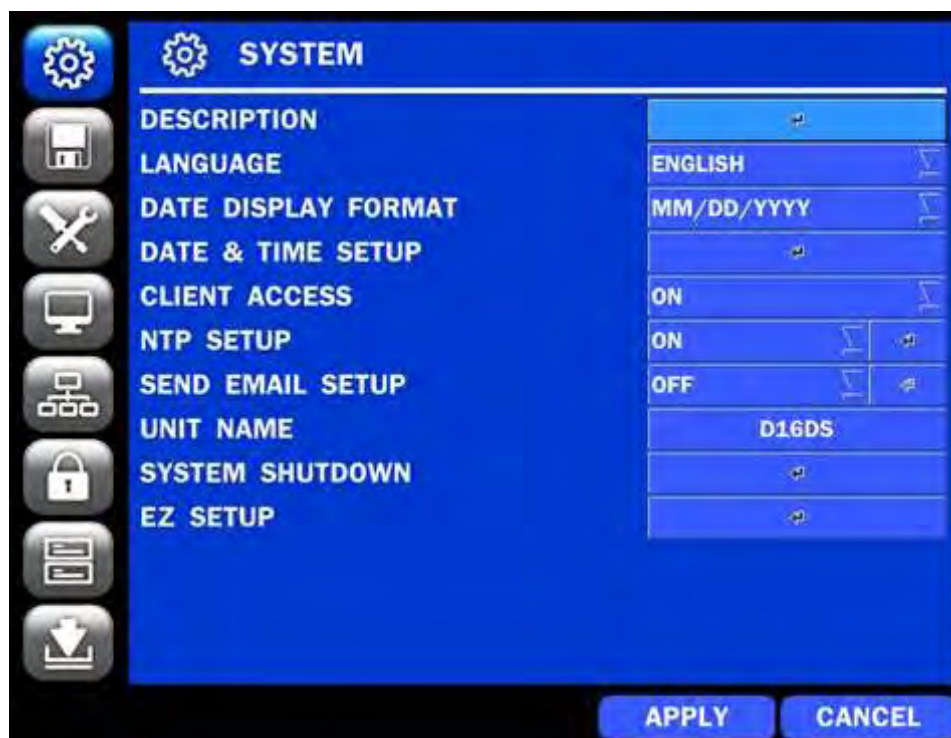 SYSTEM
DESCRIPTION
LANGUAGE ENGLISH
DATE DISPLAY FORMAT MM/DD/YYYY
DATE & TIME SETUP
CLIENT ACCESS ON
NTP SETUP ON
SEND EMAIL SETUP OFF
UNIT NAME D16DS
SYSTEM SHUTDOWN
EZ SETUP
APPLY CANCEL